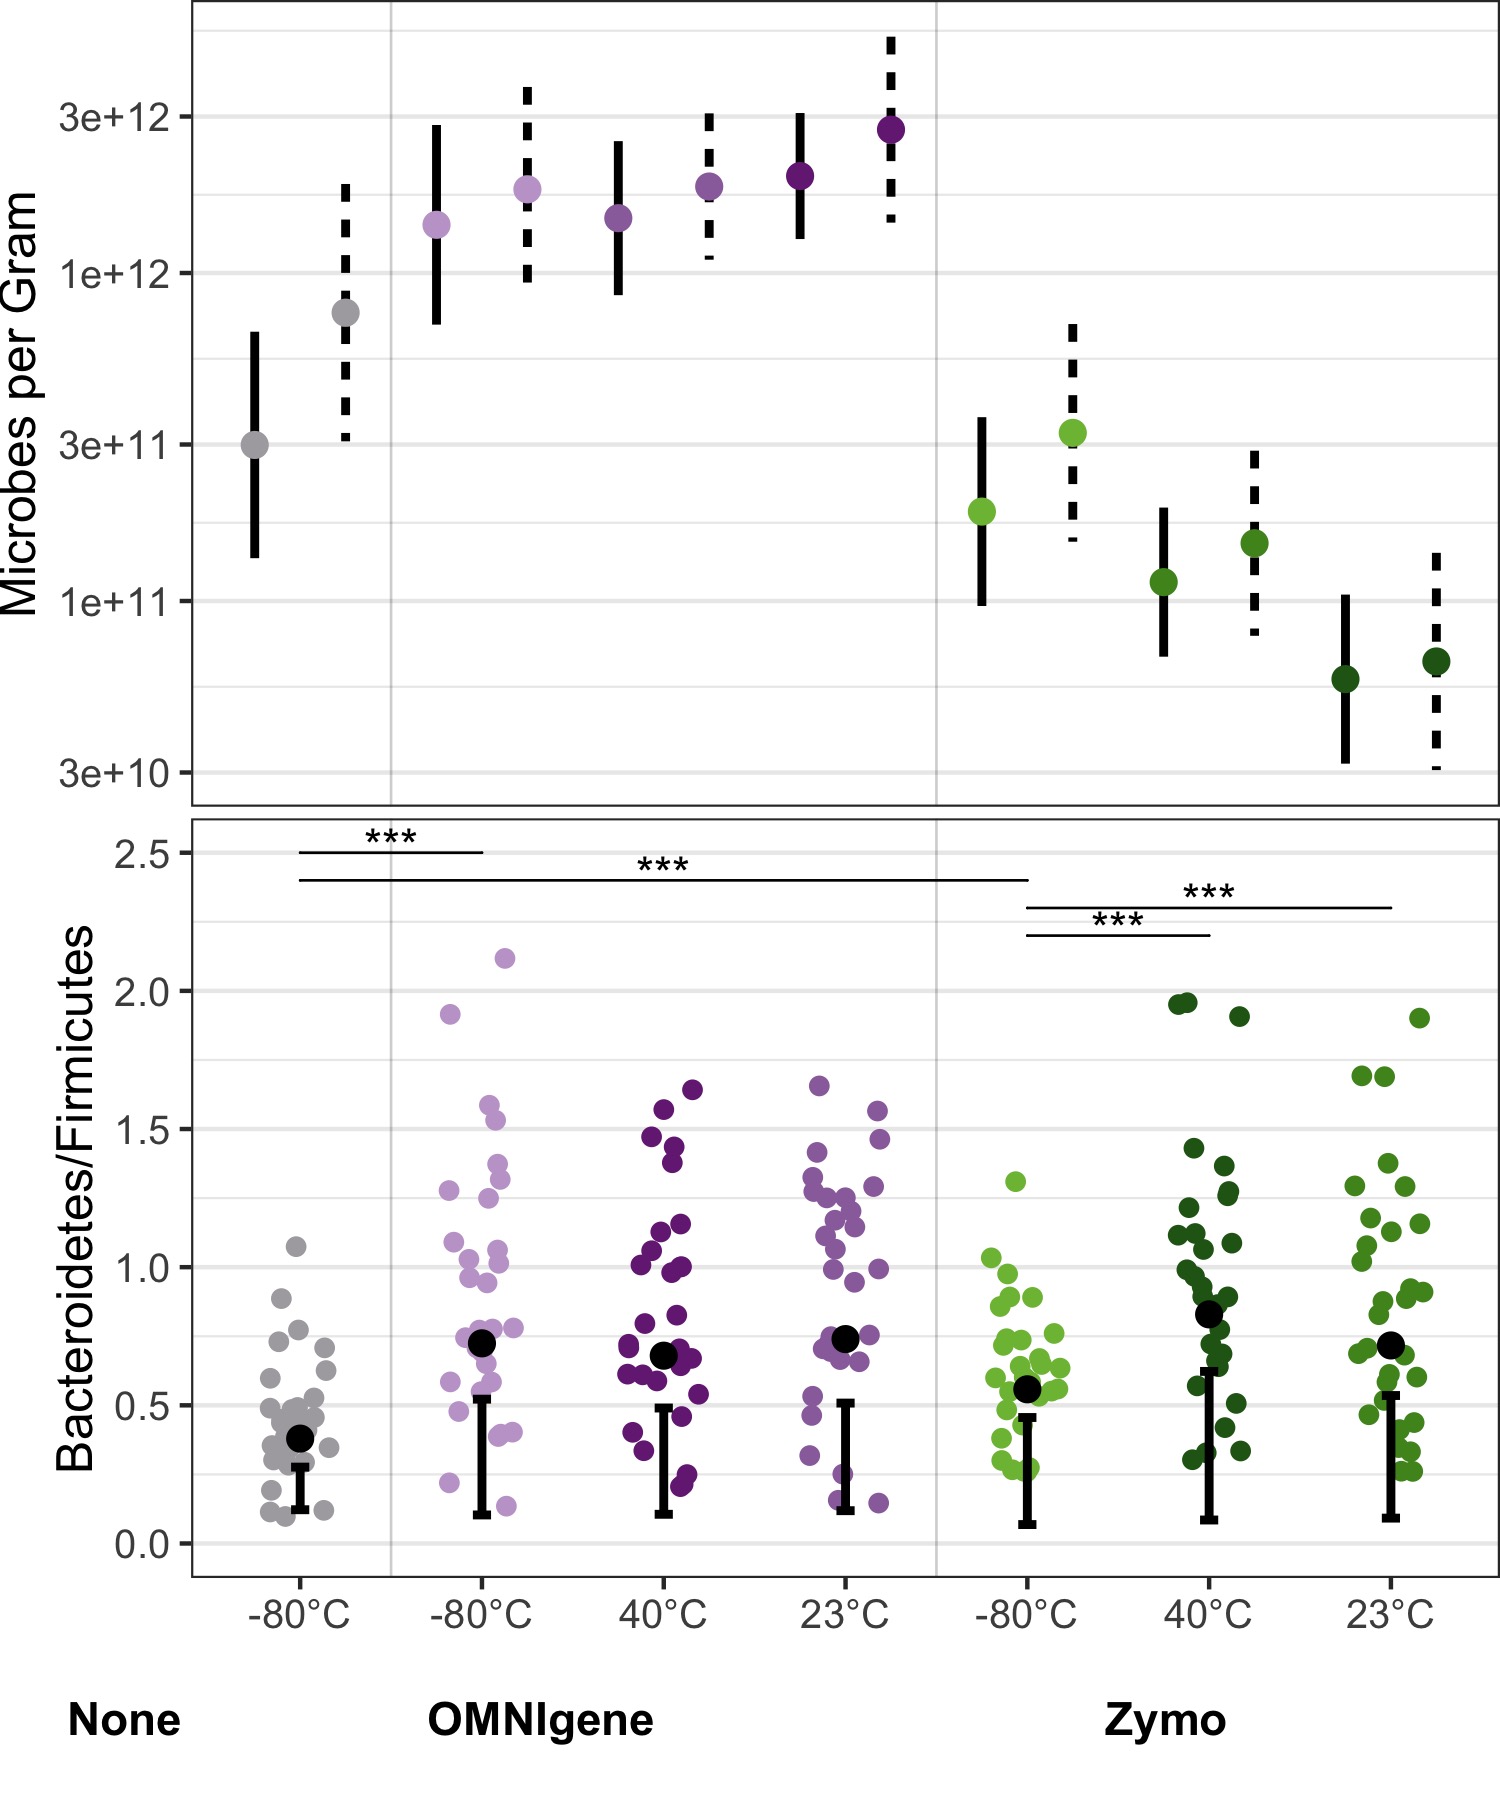 Microbes per Gram
3e+12
1e+12
3e+11
1e+11
3e+10
Bacteroidetes/Firmicutes
2.5
2.0
1.5
1.0
0.5
0.0
***
***
***
***
-80°C -80°C 40°C 23°C -80°C 40°C 23°C
None OMNIgene Zymo